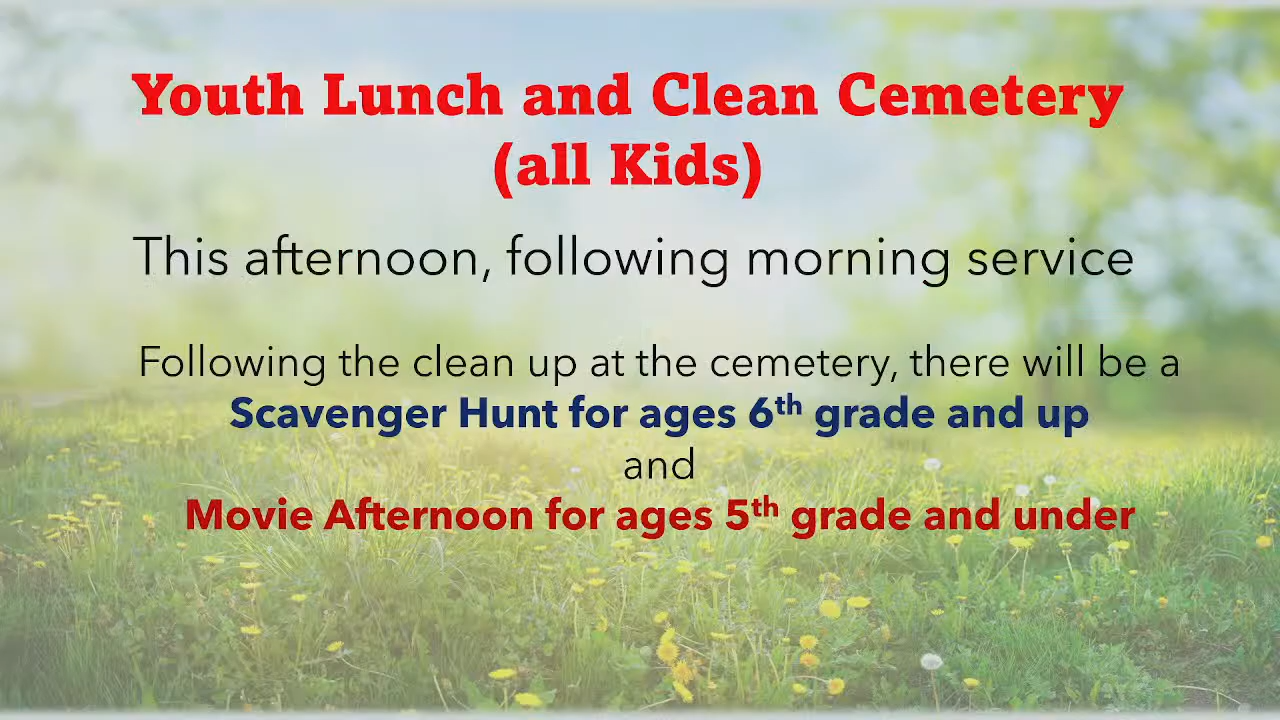 Youth Lunch and Clean Cemetery
(all Kids)
This afternoon, following morning service
Following the clean up at the cemetery, there will be a
Scavenger Hunt for ages 6th grade and up
and
Movie Afternoon for ages 5th grade and under